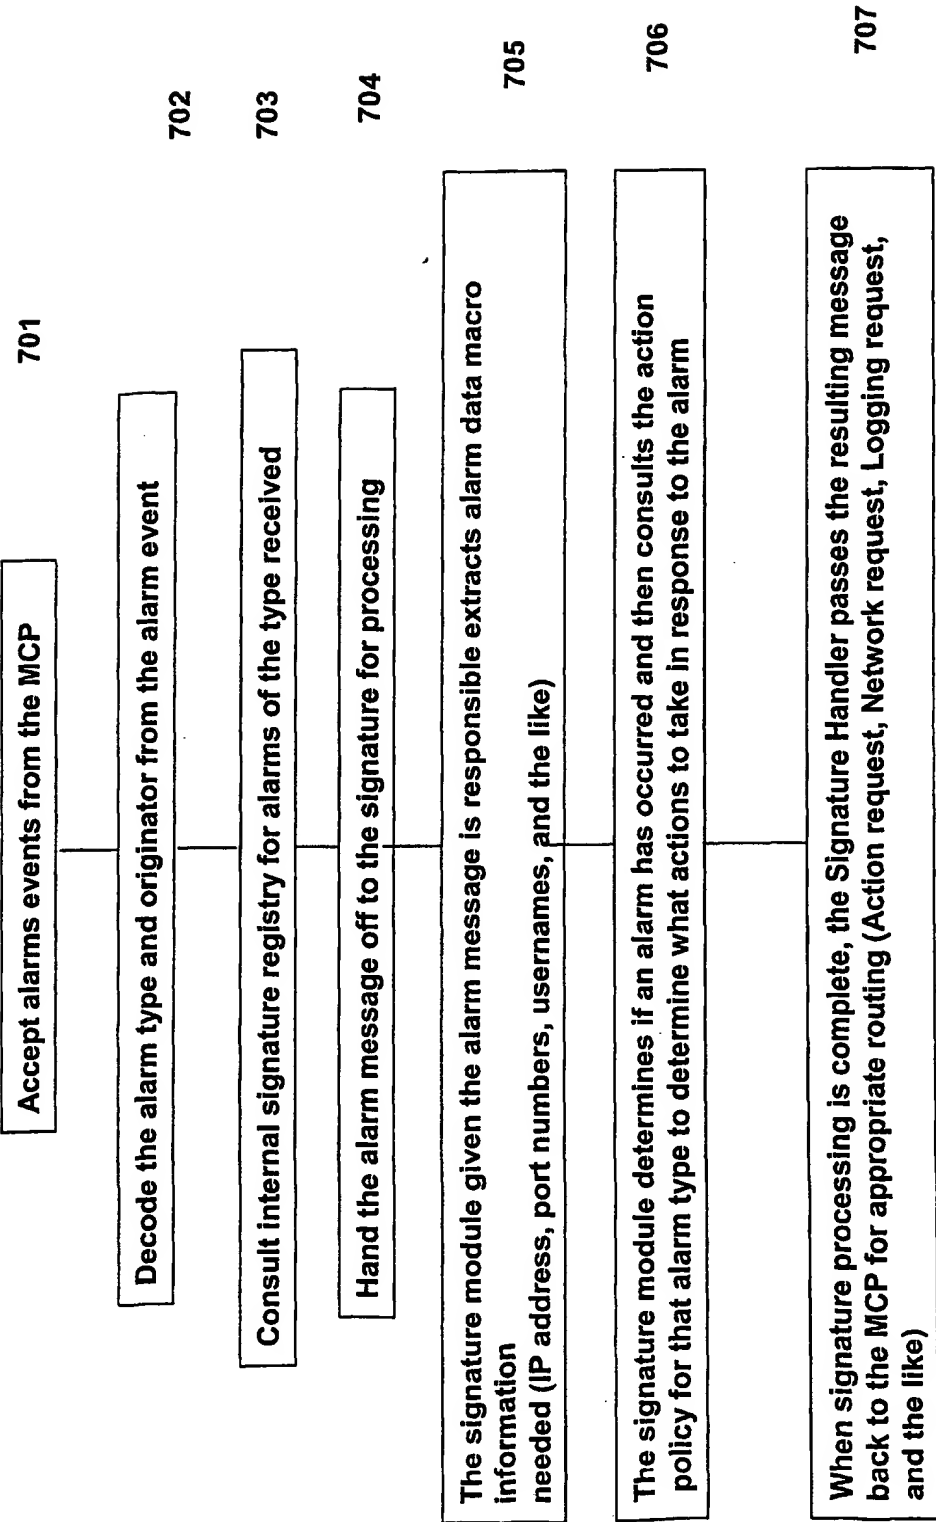 701
Accept alarms events from the MCP
702
Decode the alarm type and originator from the alarm event
703
Consult internal signature registry for alarms of the type received
704
Hand the alarm message off to the signature for processing
705
The signature module given the alarm message is responsible extracts alarm data macro
information
needed (IP address, port numbers, usernames, and the like)
706
The signature module determines if an alarm has occurred and then consults the action
policy for that alarm type to determine what actions to take in response to the alarm
707
When signature processing is complete, the Signature Handler passes the resulting message
back to the MCP for appropriate routing (Action request, Network request, Logging request,
and the like)